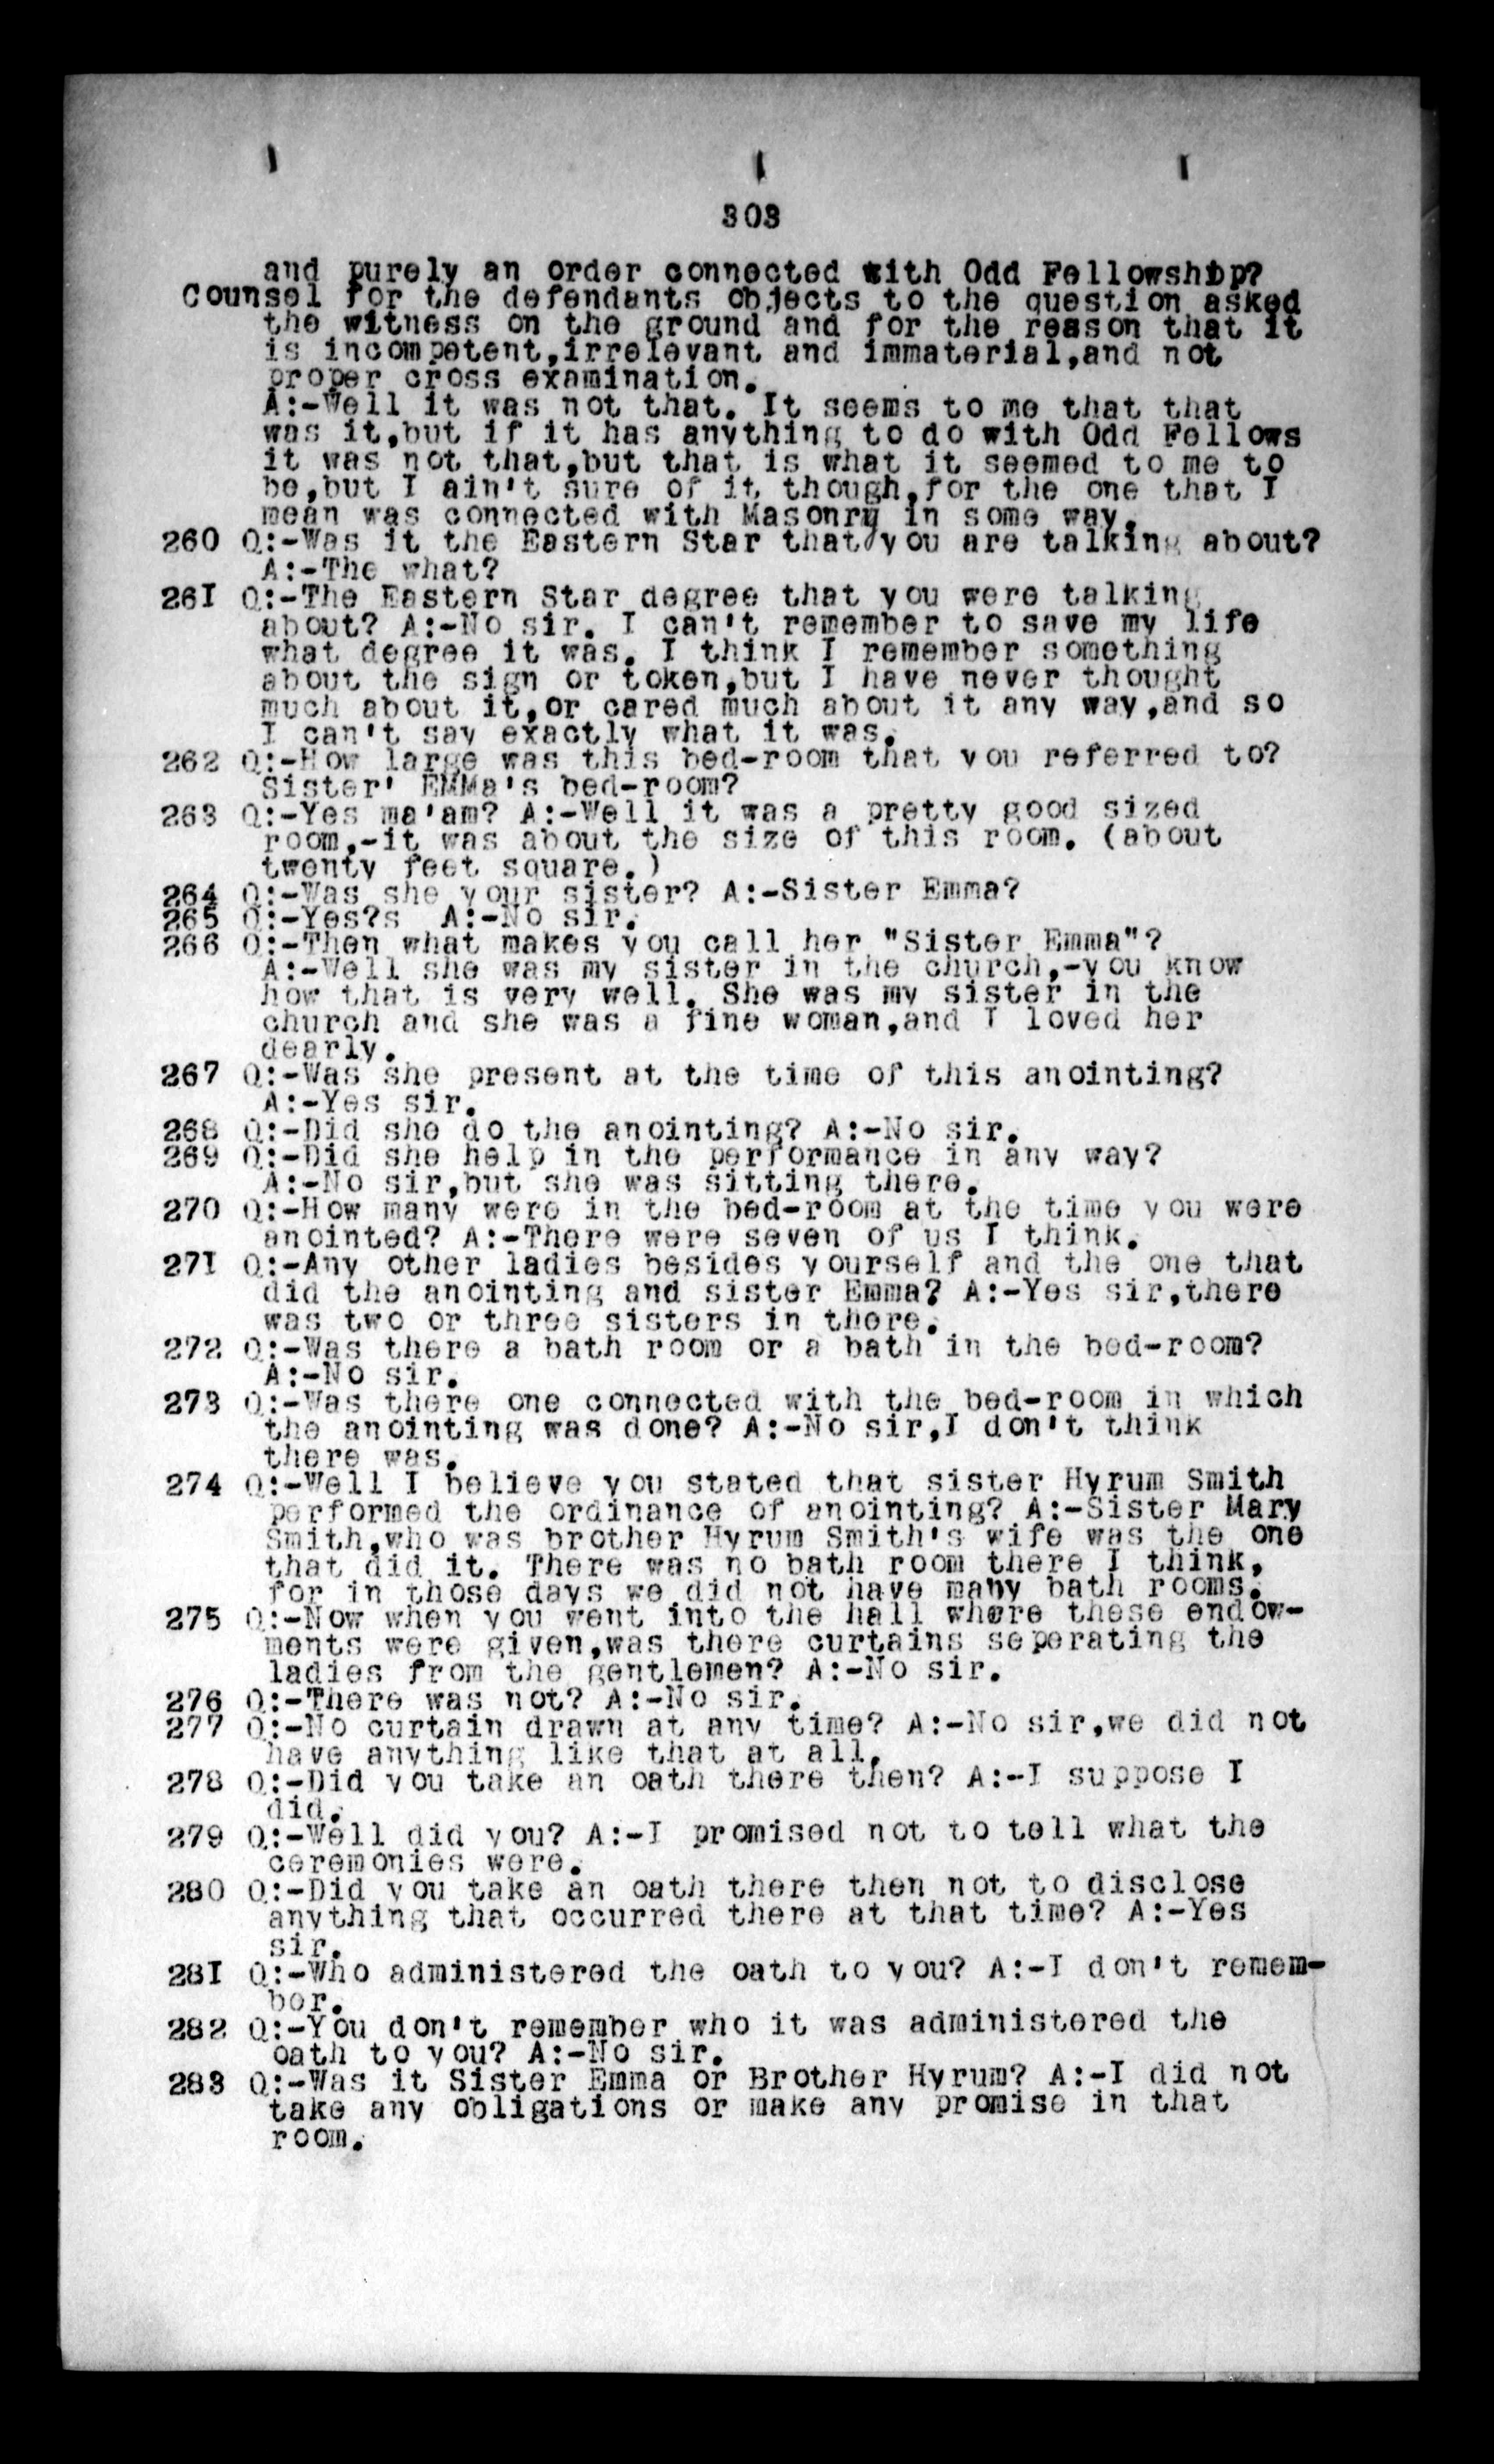 303
and purely an order connected with Odd Fellowship?
Counsel for the defendants objects to the question asked
the witness on the ground and for the reason that it
is incompetent,irrelevant and immaterial,and not
proper cross examination.
A:-Well it was not that. It seems to me that that
was it,but if it has anything to do with Odd Fellows
it was not that,but that is what it seemed to me to
be,but I ain't sure of it though,for the one that I
mean was connected with Masonry in some way.
260 Q:-Was it the Eastern Star that you are talking about?
A:-The what?
261 Q:-The Eastern Star degree that you were talking
about? A:-No sir. I can't remember to save my life
what degree it was. I think I remember something
about the sign or token,but I have never thought
much about it,or cared much about it any way,and so
I can't say exactly what it was.
262 Q:-How large was this bed-room that you referred to?
Sister' EMMa's bed-room?
263 Q:-Yes ma'am? A:-Well it was a pretty good sized
room,-it was about the size of this room. (about
twenty feet square.)
264 Q:-Was she your sister? A:-Sister Emma?
265 Q:-Yes?s A:-No sir.
266 Q:-Then what makes you call her "Sister Emma"?
A:-Well she was my sister in the church,-you know
how that is very well. She was my sister in the
church and she was a fine woman,and I loved her
dearly.
267 Q:-Was she present at the time of this anointing?
A:-Yes sir.
268 Q:-Did she do the anointing? A:-No sir.
269 Q:-Did she help in the performance in any way?
A:-No sir,but she was sitting there.
270 Q:-How many were in the bed-room at the time you were
anointed? A:-There were seven of us I think.
271 Q:-Any other ladies besides yourself and the one that
did the anointing and sister Emma? A:-Yes sir,there
was two or three sisters in there.
272 Q:-Was there a bath room or a bath in the bed-room?
A:-No sir.
273 Q:-Was there one connected with the bed-room in which
the anointing was done? A:-No sir,I don't think
there was.
274 Q:-Well I believe you stated that sister Hyrum Smith
performed the ordinance of anointing? A:-Sister Mary
Smith,who was brother Hyrum Smith's wife was the one
that did it. There was no bath room there I think,
for in those days we did not have many bath rooms.
275 Q:-Now when you went into the hall where these endow-
ments were given,was there curtains seperating the
ladies from the gentlemen? A:-No sir.
276 Q:-There was not? A:-No sir.
277 Q:-No curtain drawn at any time? A:-No sir,we did not
have anything like that at all.
278 Q:-Did you take an oath there then? A:-I suppose I
did.
279 Q:-Well did you? A:-I promised not to tell what the
ceremonies were.
280 Q:-Did you take an oath there then not to disclose
anything that occurred there at that time? A:-Yes
sir.
281 Q:-Who administered the oath to you? A:-I don't remem-
ber.
282 Q:-You don't remember who it was administered the
oath to you? A:-No sir.
283 Q:-Was it Sister Emma or Brother Hyrum? A:-I did not
take any obligations or make any promise in that
room.